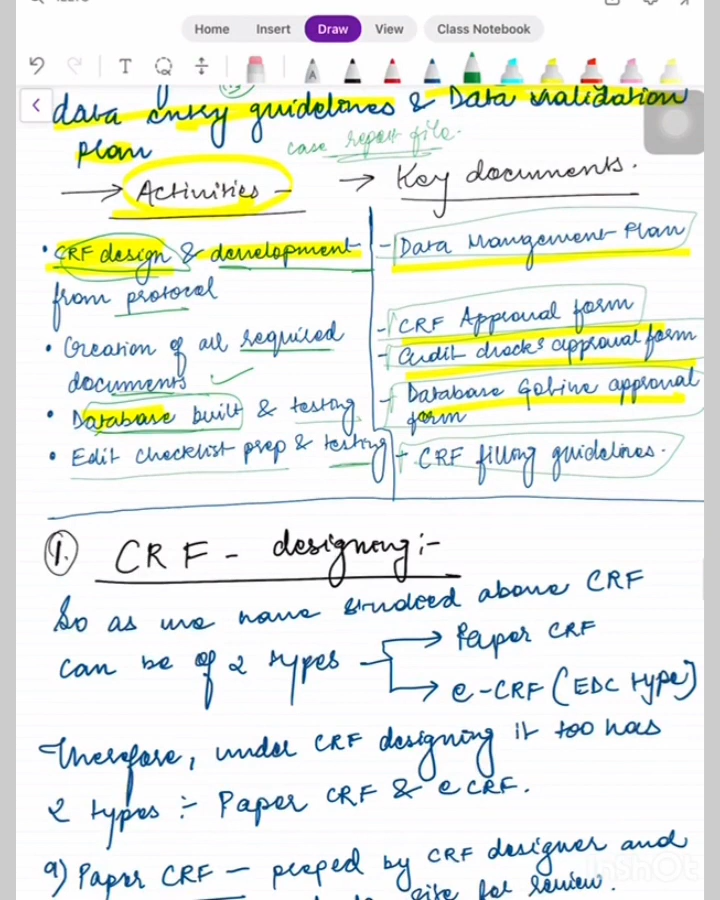 Home Insert Draw View Class Notebook
T
data entry guidelines & Data validation
plan
case report file.
→ Activities - → Key documents.
• CRF design & development - Data Management Plan
from protocol
- CRF Approval form
• Creation of all required - audit checks approval form
documents
• Database built & testing - Database Goline approval
form
• Edit checklist prep & testing - CRF filling guidelines.
1. CRF - designing :-
So as we have studeed above CRF
can be of 2 types → Paper CRF
→ e-CRF (EDC type)
Therefore, under CRF designing it too has
2 types :- Paper CRF & eCRF.
a) Paper CRF - preped by CRF designer and
for review.
InShOt